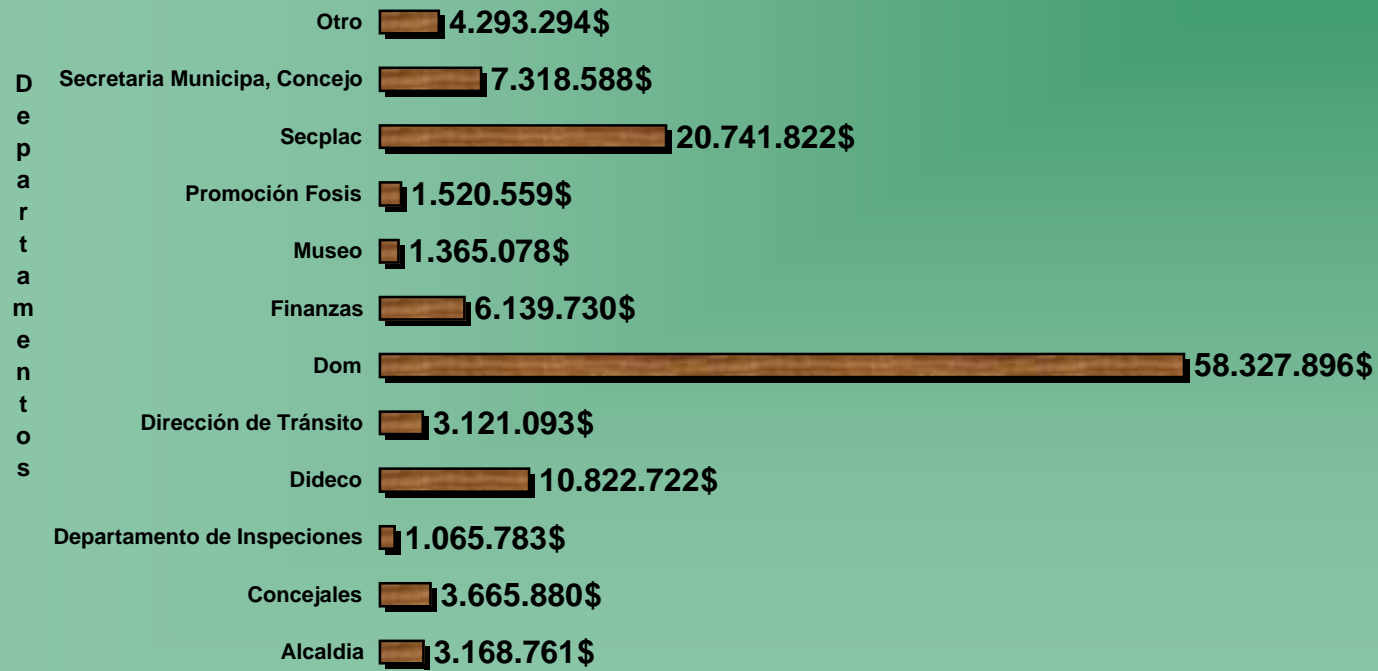 Departamentos
Otro 4.293.294$
Secretaria Municipa, Concejo 7.318.588$
Secplac 20.741.822$
Promoción Fosis 1.520.559$
Museo 1.365.078$
Finanzas 6.139.730$
Dom 58.327.896$
Dirección de Tránsito 3.121.093$
Dideco 10.822.722$
Departamento de Inspeciones 1.065.783$
Concejales 3.665.880$
Alcaldia 3.168.761$